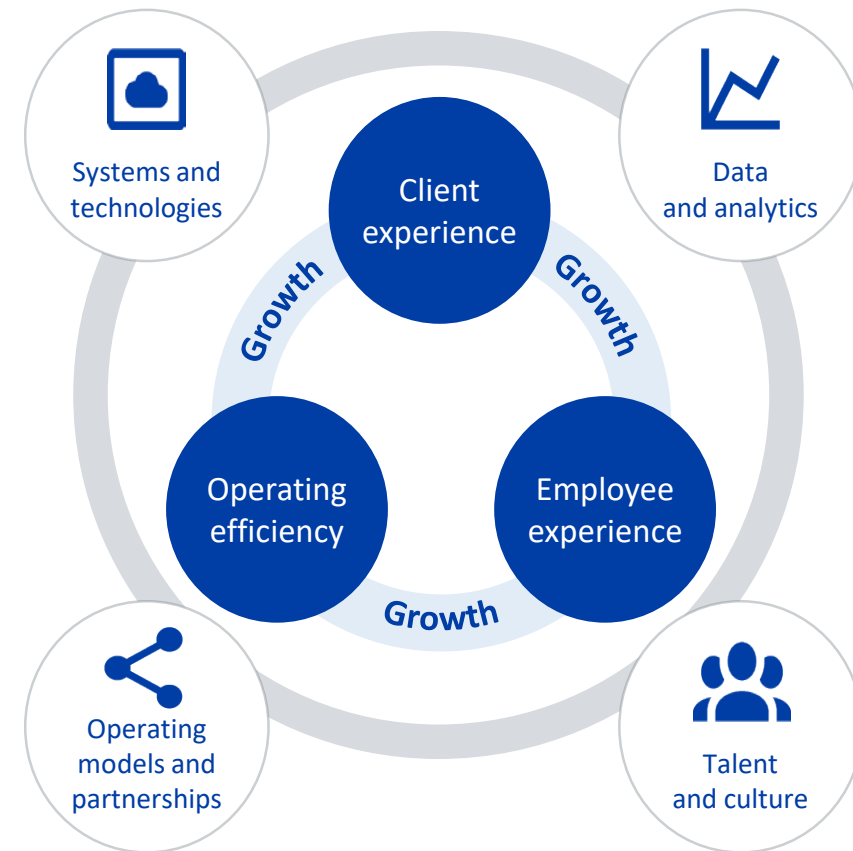 Systems and
technologies
Data
and analytics
Client
experience
Growth
Growth
Operating
efficiency
Employee
experience
Growth
Operating
models and
partnerships
Talent
and culture